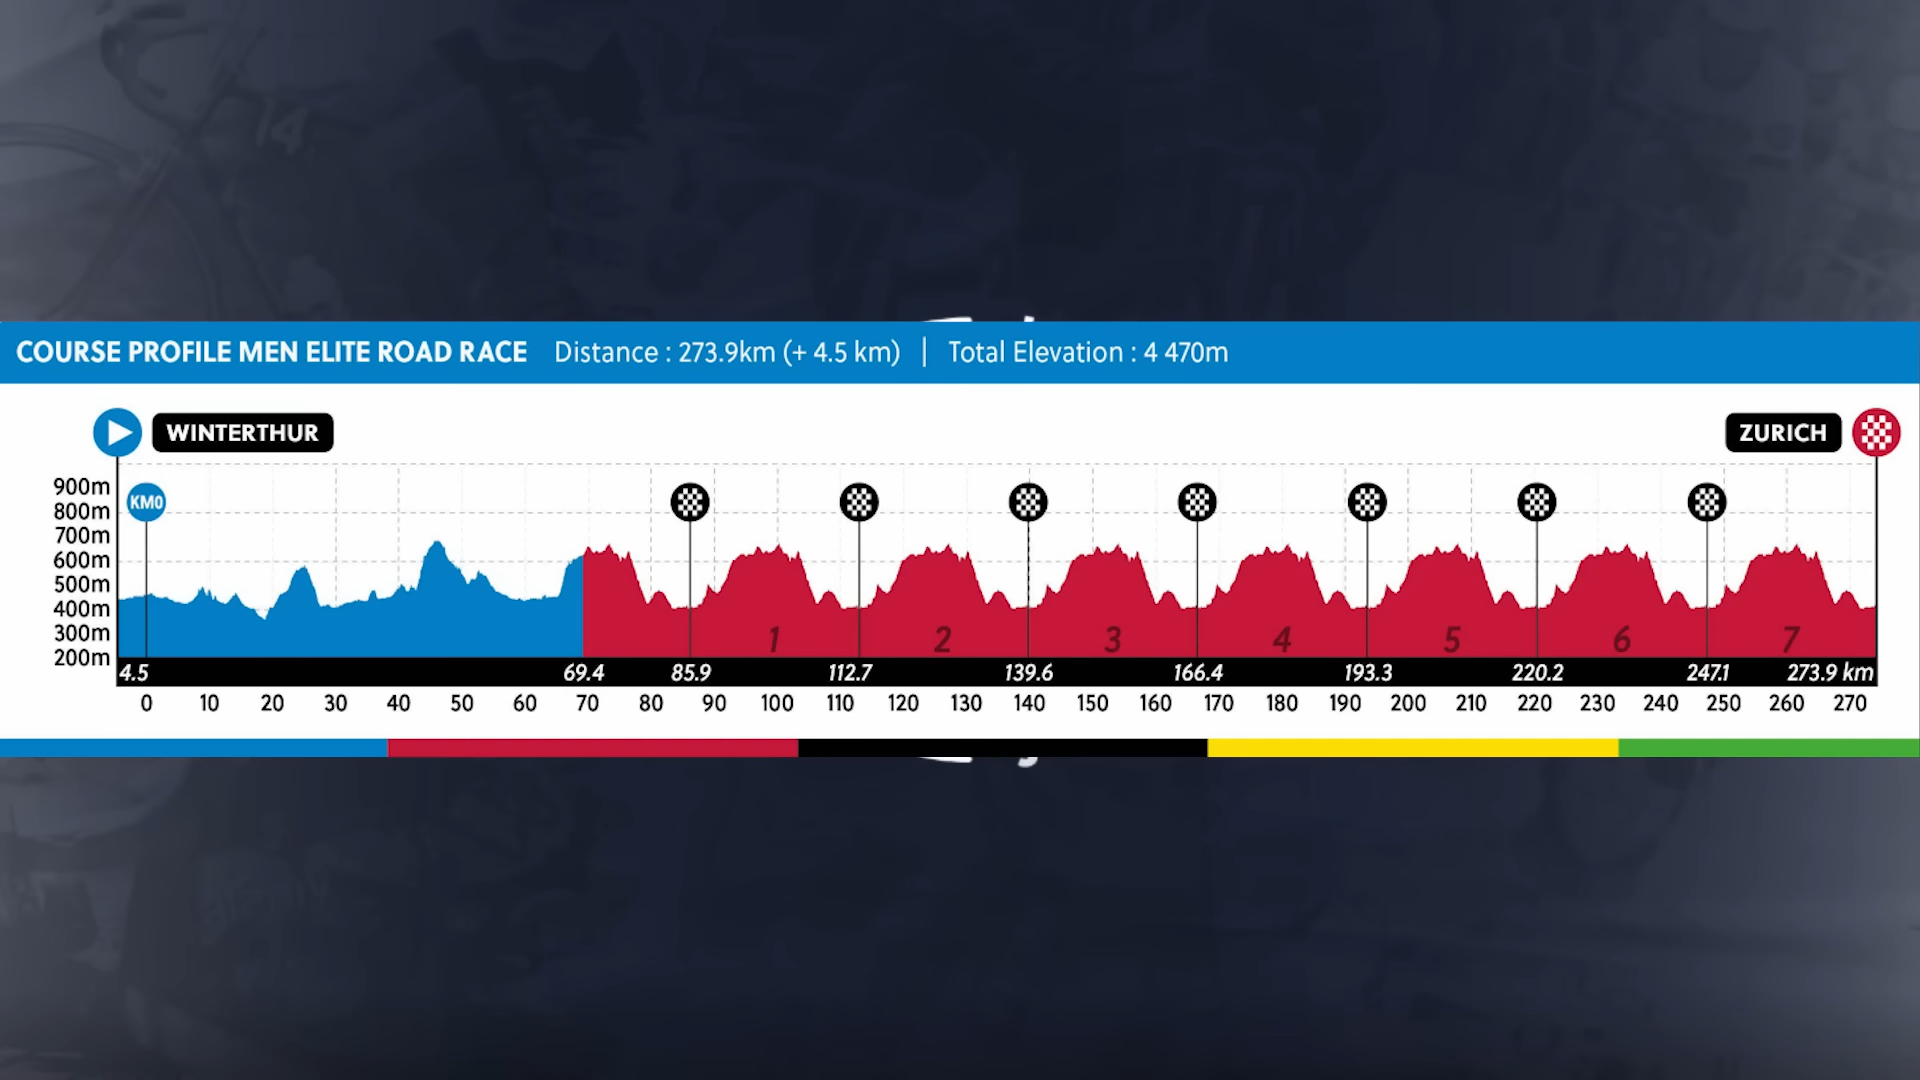 14
COURSE PROFILE MEN ELITE ROAD RACE Distance : 273.9km (+ 4.5 km) | Total Elevation : 4 470m
WINTERTHUR
ZURICH
900m
800m
700m
600m
500m
400m
300m
200m
KM0
1 2 3 4 5 6 7
4.5 69.4 85.9 112.7 139.6 166.4 193.3 220.2 247.1 273.9 km
0 10 20 30 40 50 60 70 80 90 100 110 120 130 140 150 160 170 180 190 200 210 220 230 240 250 260 270